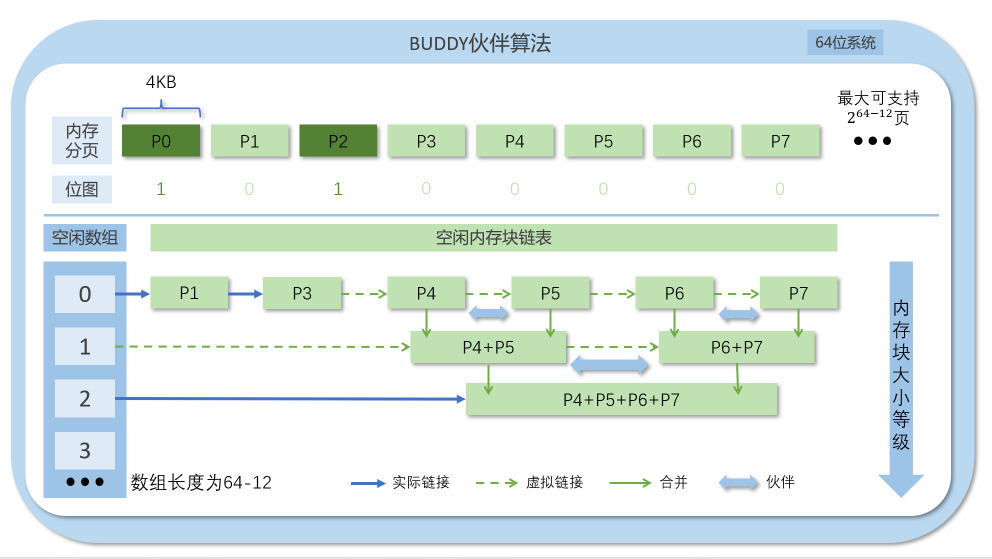 BUDDY伙伴算法
64位系统
4KB
最大可支持
2^64−12页
内存
分页
P0 P1 P2 P3 P4 P5 P6 P7
●●●
位图
1 0 1 0 0 0 0 0
空闲数组
空闲内存块链表
0 P1 P3 P4 P5 P6 P7
1 P4+P5 P6+P7
2 P4+P5+P6+P7
3
●●●
数组长度为64-12
实际链接
虚拟链接
合并
伙伴
内存块大小等级